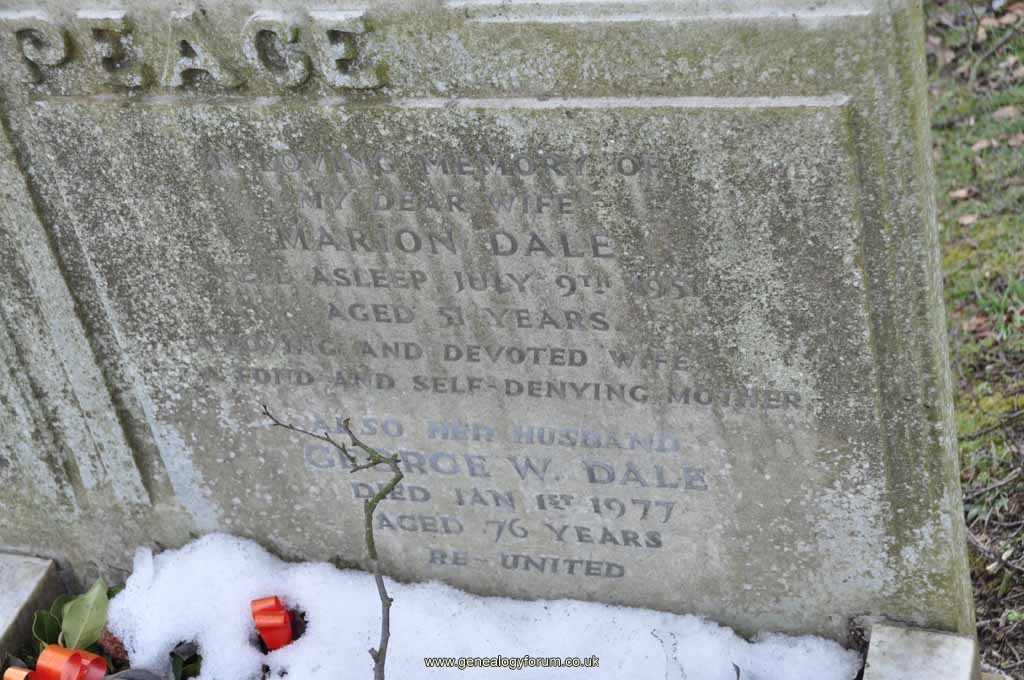 PEACE
IN LOVING MEMORY OF
MY DEAR WIFE
MARION DALE
FELL ASLEEP JULY 9TH 1951
AGED 51 YEARS.
A LOVING AND DEVOTED WIFE
A FOND AND SELF-DENYING MOTHER
ALSO HER HUSBAND
GEORGE W. DALE
DIED JAN 1ST 1977
AGED 76 YEARS
RE-UNITED
www.genealogyforum.co.uk